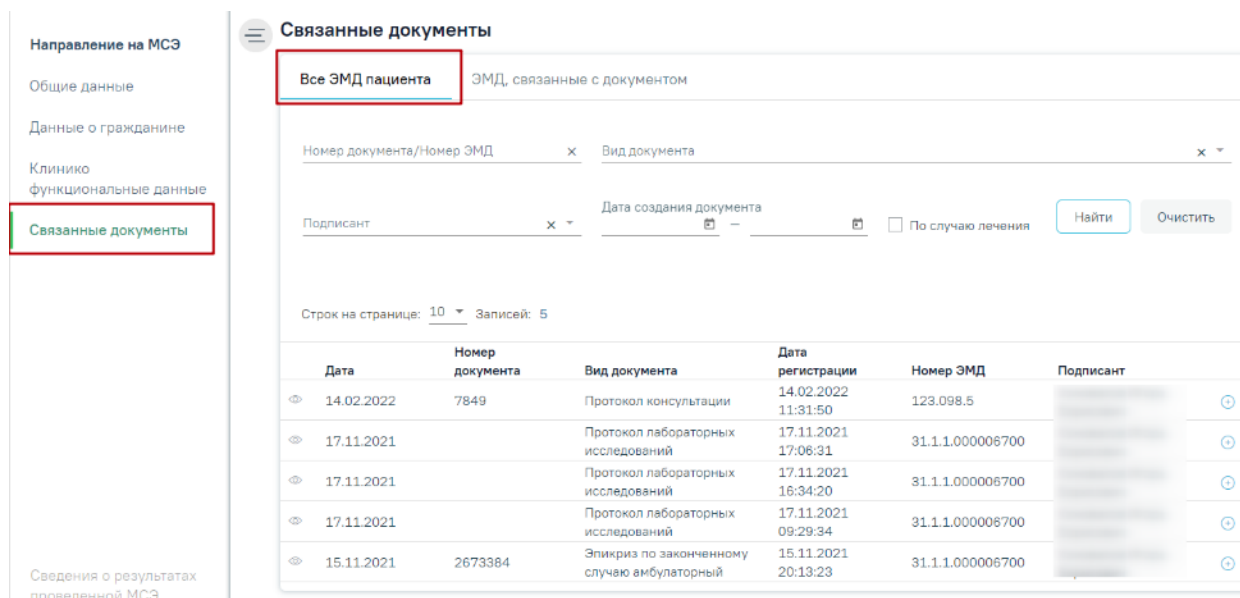 Направление на МСЭ
Общие данные
Данные о гражданине
Клинико
функциональные данные
Связанные документы
Сведения о результатах
проведенной МСЭ
Связанные документы
Все ЭМД пациента ЭМД, связанные с документом
Номер документа/Номер ЭМД Вид документа
Подписант Дата создания документа – По случаю лечения Найти Очистить
Строк на странице: 10 Записей: 5
Дата Номер документа Вид документа Дата регистрации Номер ЭМД Подписант
14.02.2022 7849 Протокол консультации 14.02.2022 11:31:50 123.098.5
17.11.2021 Протокол лабораторных исследований 17.11.2021 17:06:31 31.1.1.000006700
17.11.2021 Протокол лабораторных исследований 17.11.2021 16:34:20 31.1.1.000006700
17.11.2021 Протокол лабораторных исследований 17.11.2021 09:29:34 31.1.1.000006700
15.11.2021 2673384 Эпикриз по законченному случаю амбулаторный 15.11.2021 20:13:23 31.1.1.000006700